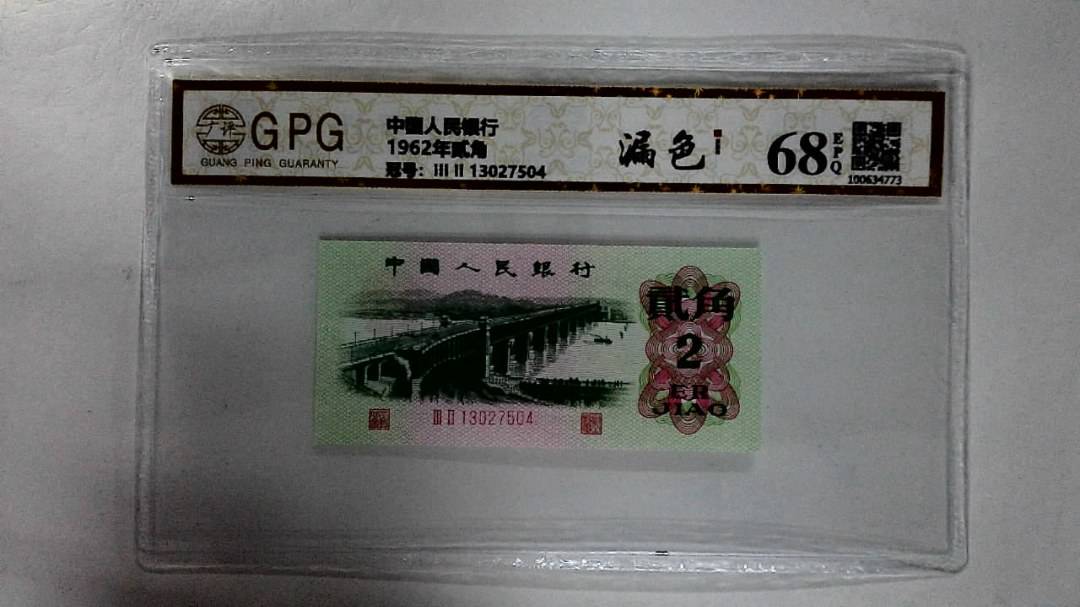 GPG
GUANG PING GUARANTY
中國人民銀行
1962年貳角
冠号：III II 13027504
漏色
68
EPQ
100634773
中國人民銀行
貳角
2
ER
JIAO
III II 13027504